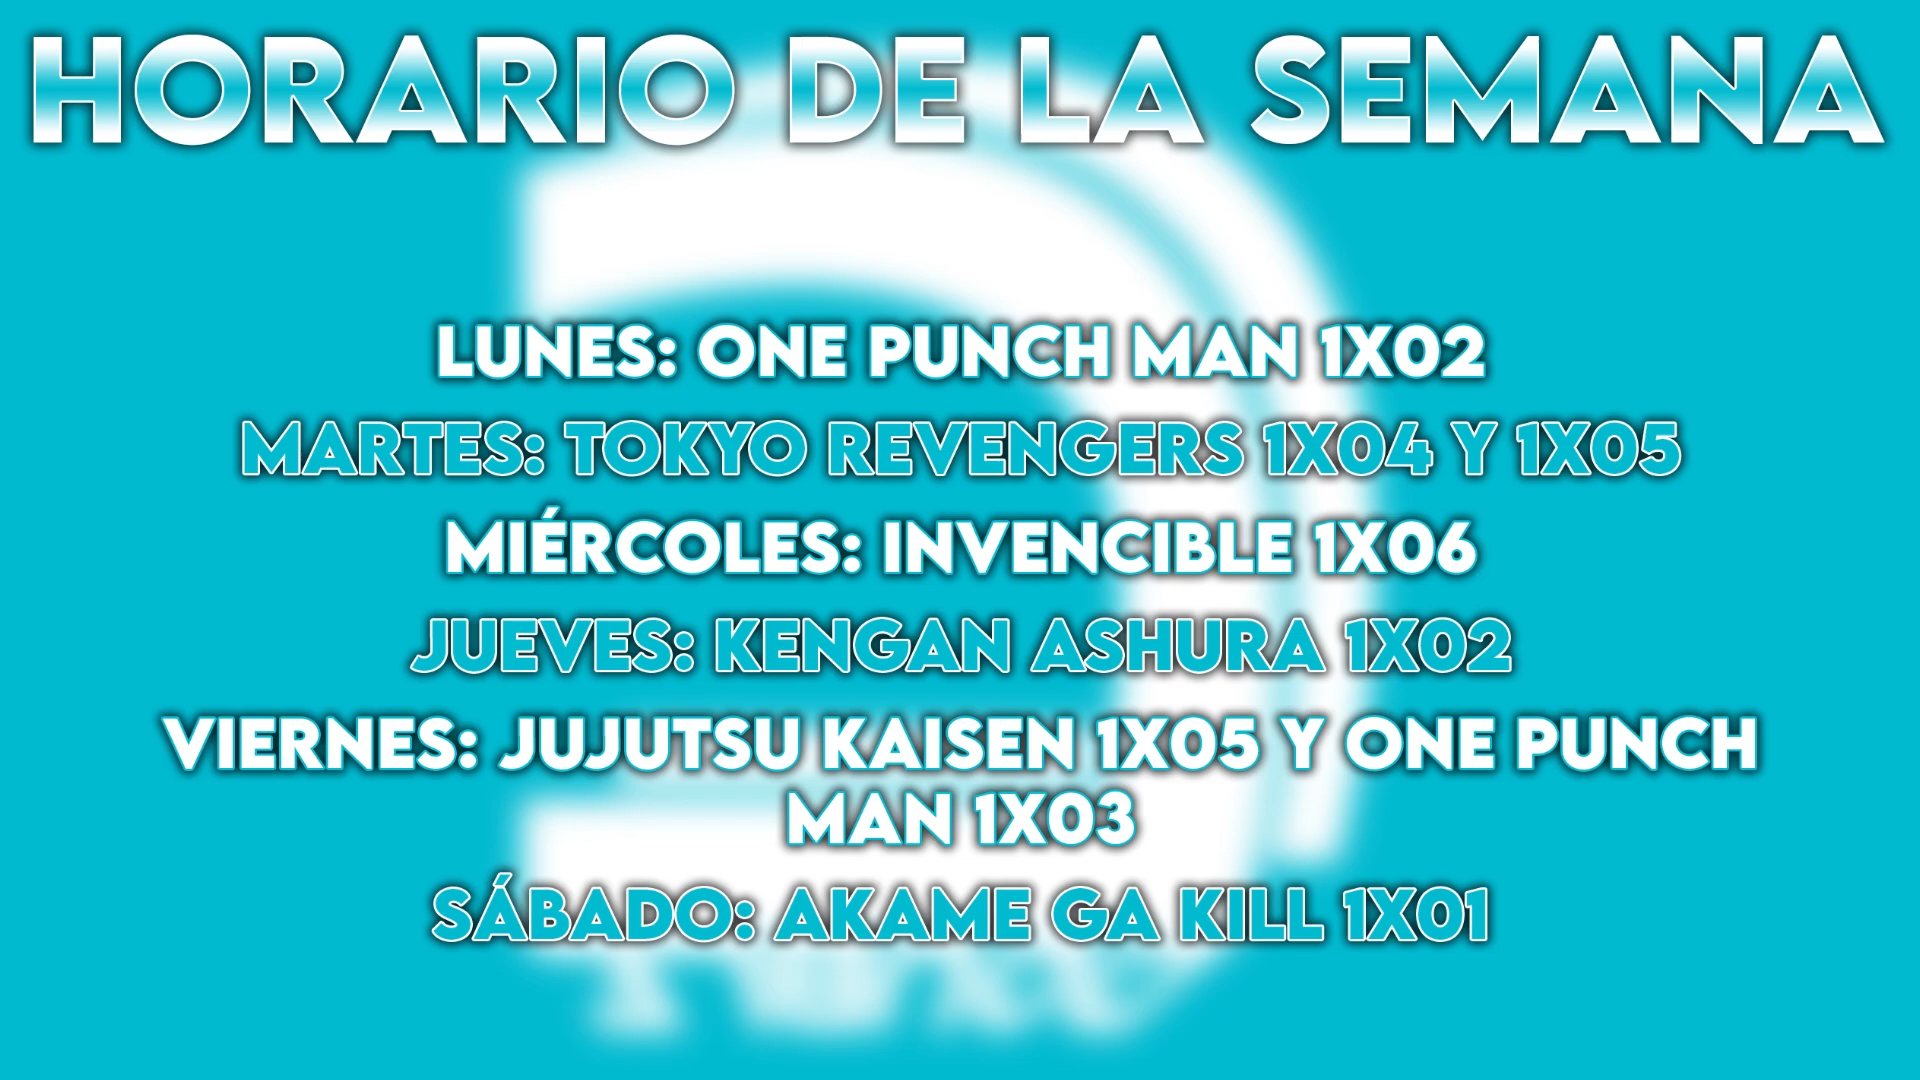 HORARIO DE LA SEMANA
LUNES: ONE PUNCH MAN 1X02
MARTES: TOKYO REVENGERS 1X04 Y 1X05
MIÉRCOLES: INVENCIBLE 1X06
JUEVES: KENGAN ASHURA 1X02
VIERNES: JUJUTSU KAISEN 1X05 Y ONE PUNCH
MAN 1X03
SÁBADO: AKAME GA KILL 1X01